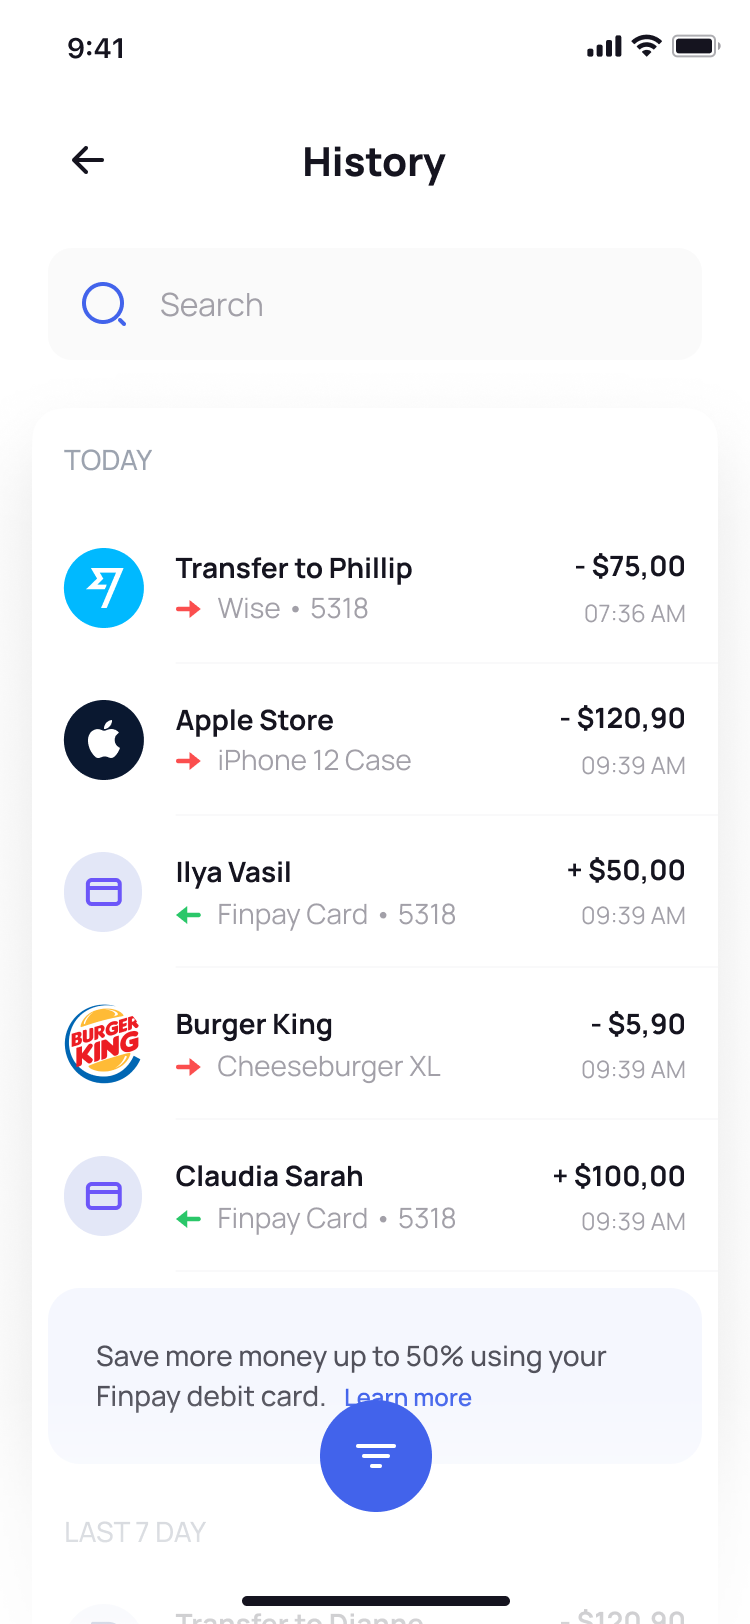 9:41
History
Search
TODAY
Transfer to Phillip
- $75,00
Wise • 5318
07:36 AM
Apple Store
- $120,90
iPhone 12 Case
09:39 AM
Ilya Vasil
+ $50,00
Finpay Card • 5318
09:39 AM
BURGER
KING
Burger King
- $5,90
Cheeseburger XL
09:39 AM
Claudia Sarah
+ $100,00
Finpay Card • 5318
09:39 AM
Save more money up to 50% using your
Finpay debit card. Learn more
LAST 7 DAY
Transfer to Dianne
- $120,90